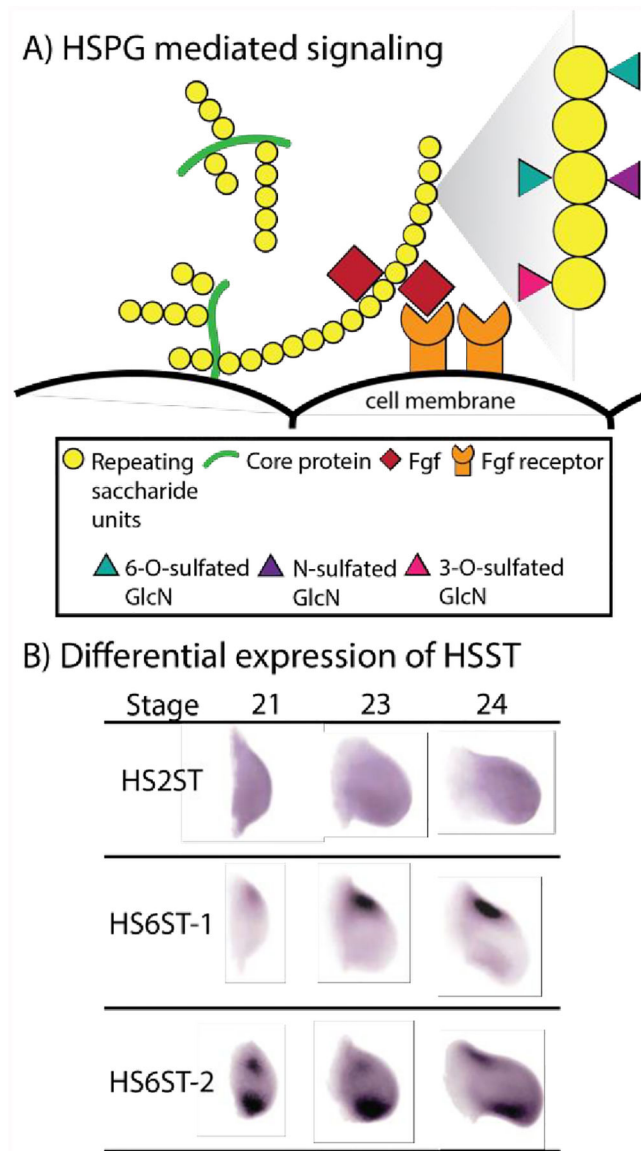 A) HSPG mediated signaling
cell membrane
Repeating saccharide units
Core protein
Fgf
Fgf receptor
6-O-sulfated GlcN
N-sulfated GlcN
3-O-sulfated GlcN
B) Differential expression of HSST
Stage 21 23 24
HS2ST
HS6ST-1
HS6ST-2